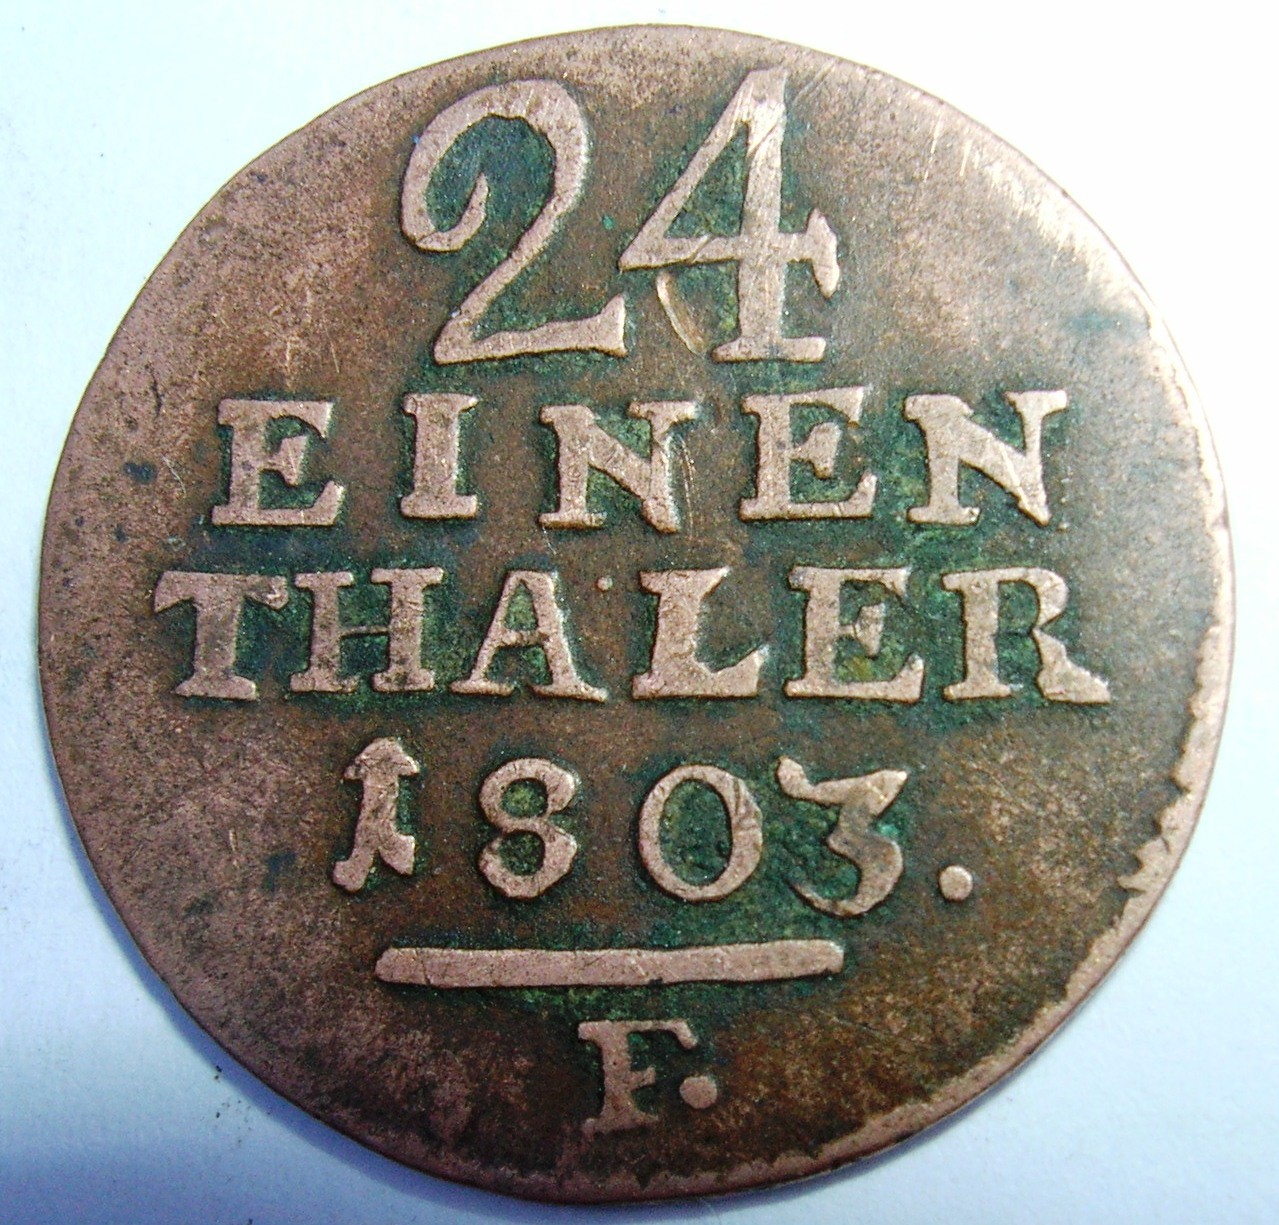 24
EINEN
THALER
1803.
F.